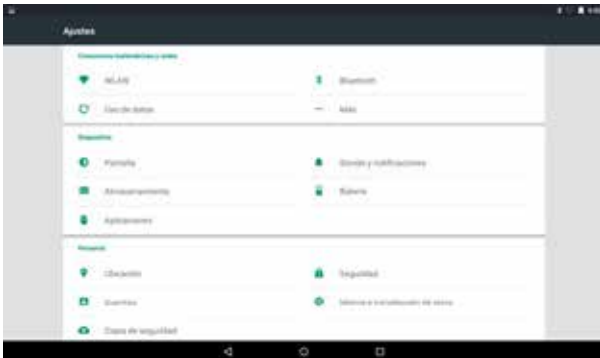 Ajustes
Conexiones inalámbricas y redes
WLAN
Bluetooth
Uso de datos
Más
Dispositivo
Pantalla
Sonido y notificaciones
Almacenamiento
Batería
Aplicaciones
Personal
Ubicación
Seguridad
Cuentas
Idioma e introducción de texto
Copia de seguridad